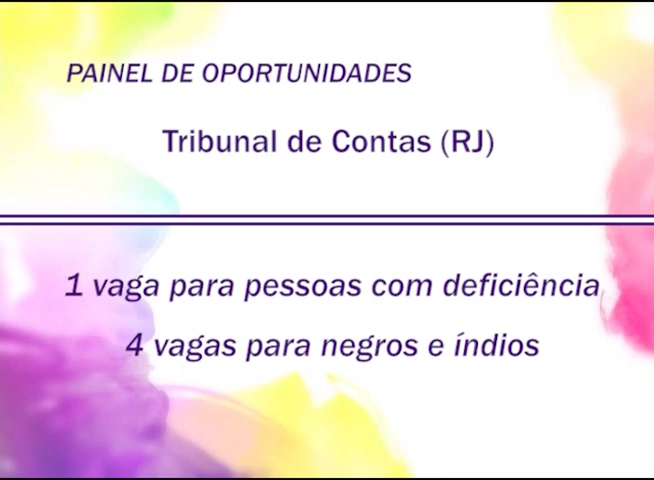 PAINEL DE OPORTUNIDADES
Tribunal de Contas (RJ)
1 vaga para pessoas com deficiência
4 vagas para negros e índios